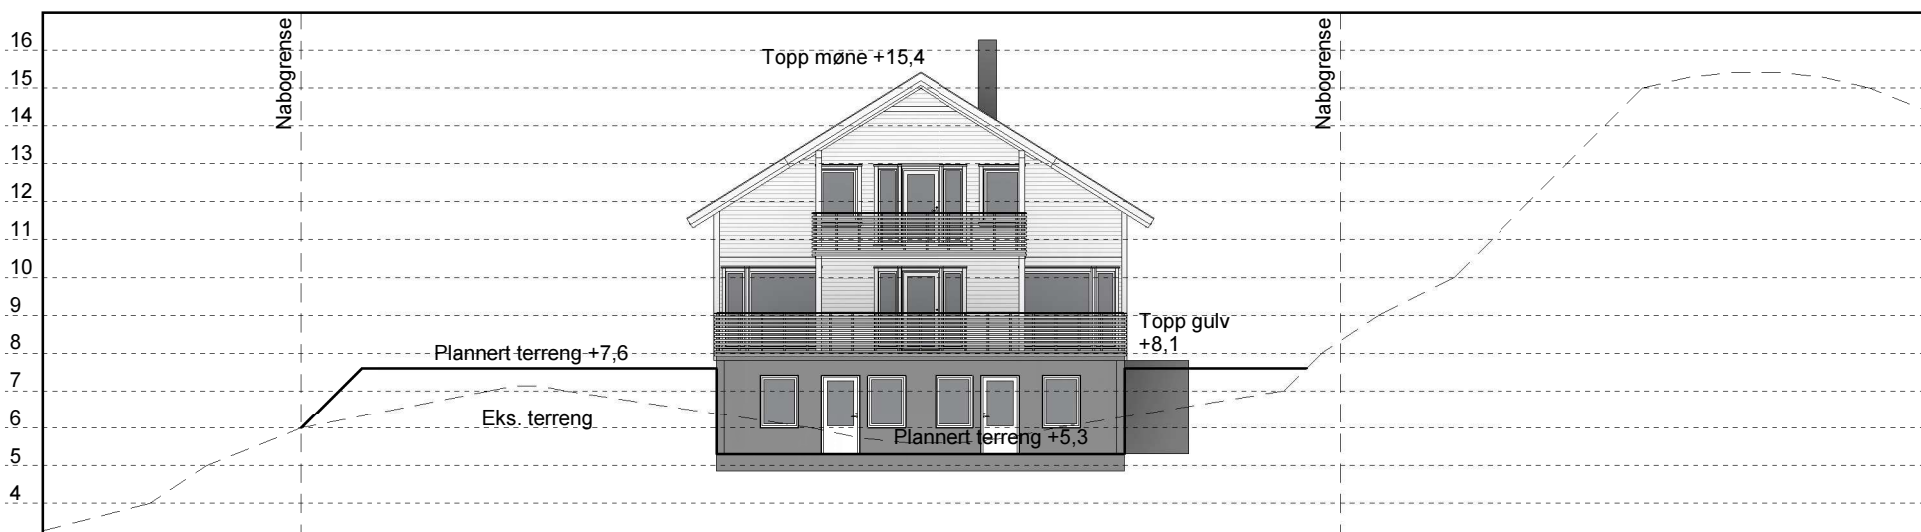 Nabogrense
Nabogrense
16
15
14
13
12
11
10
9
8
7
6
5
4
Topp møne +15,4
Topp gulv
+8,1
Plannert terreng +7,6
Eks. terreng
Plannert terreng +5,3